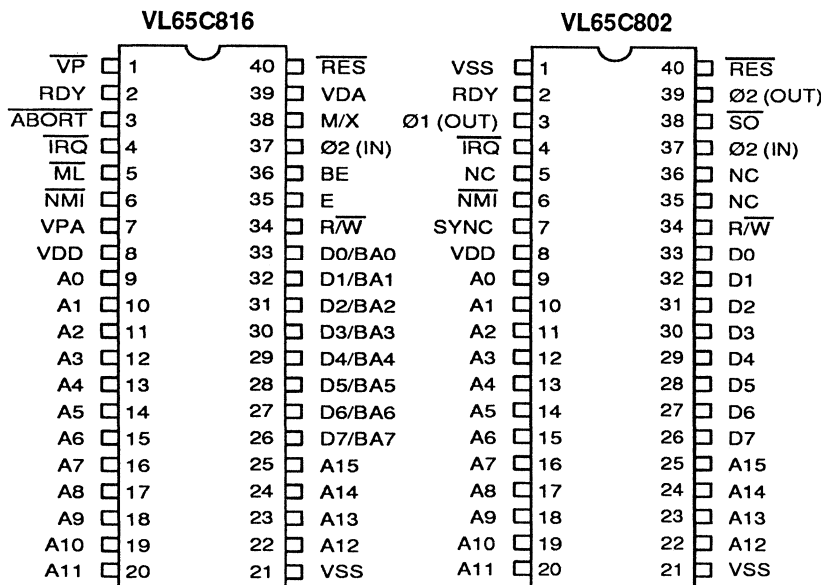 VL65C816 VL65C802
VP 1 40 RES VSS 1 40 RES
RDY 2 39 VDA RDY 2 39 Ø2 (OUT)
ABORT 3 38 M/X Ø1 (OUT) 3 38 SO
IRQ 4 37 Ø2 (IN) IRQ 4 37 Ø2 (IN)
ML 5 36 BE NC 5 36 NC
NMI 6 35 E NMI 6 35 NC
VPA 7 34 R/W SYNC 7 34 R/W
VDD 8 33 D0/BA0 VDD 8 33 D0
A0 9 32 D1/BA1 A0 9 32 D1
A1 10 31 D2/BA2 A1 10 31 D2
A2 11 30 D3/BA3 A2 11 30 D3
A3 12 29 D4/BA4 A3 12 29 D4
A4 13 28 D5/BA5 A4 13 28 D5
A5 14 27 D6/BA6 A5 14 27 D6
A6 15 26 D7/BA7 A6 15 26 D7
A7 16 25 A15 A7 16 25 A15
A8 17 24 A14 A8 17 24 A14
A9 18 23 A13 A9 18 23 A13
A10 19 22 A12 A10 19 22 A12
A11 20 21 VSS A11 20 21 VSS